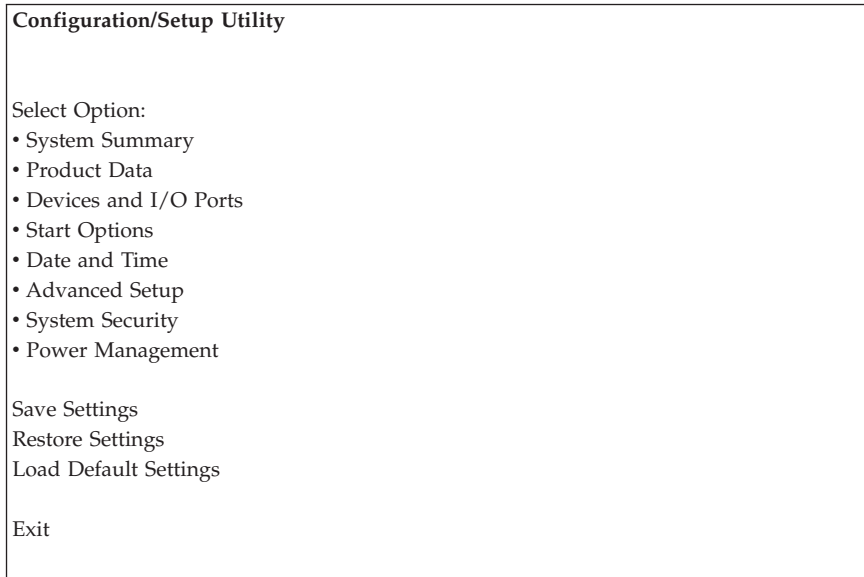 Configuration/Setup Utility
Select Option:
• System Summary
• Product Data
• Devices and I/O Ports
• Start Options
• Date and Time
• Advanced Setup
• System Security
• Power Management
Save Settings
Restore Settings
Load Default Settings
Exit